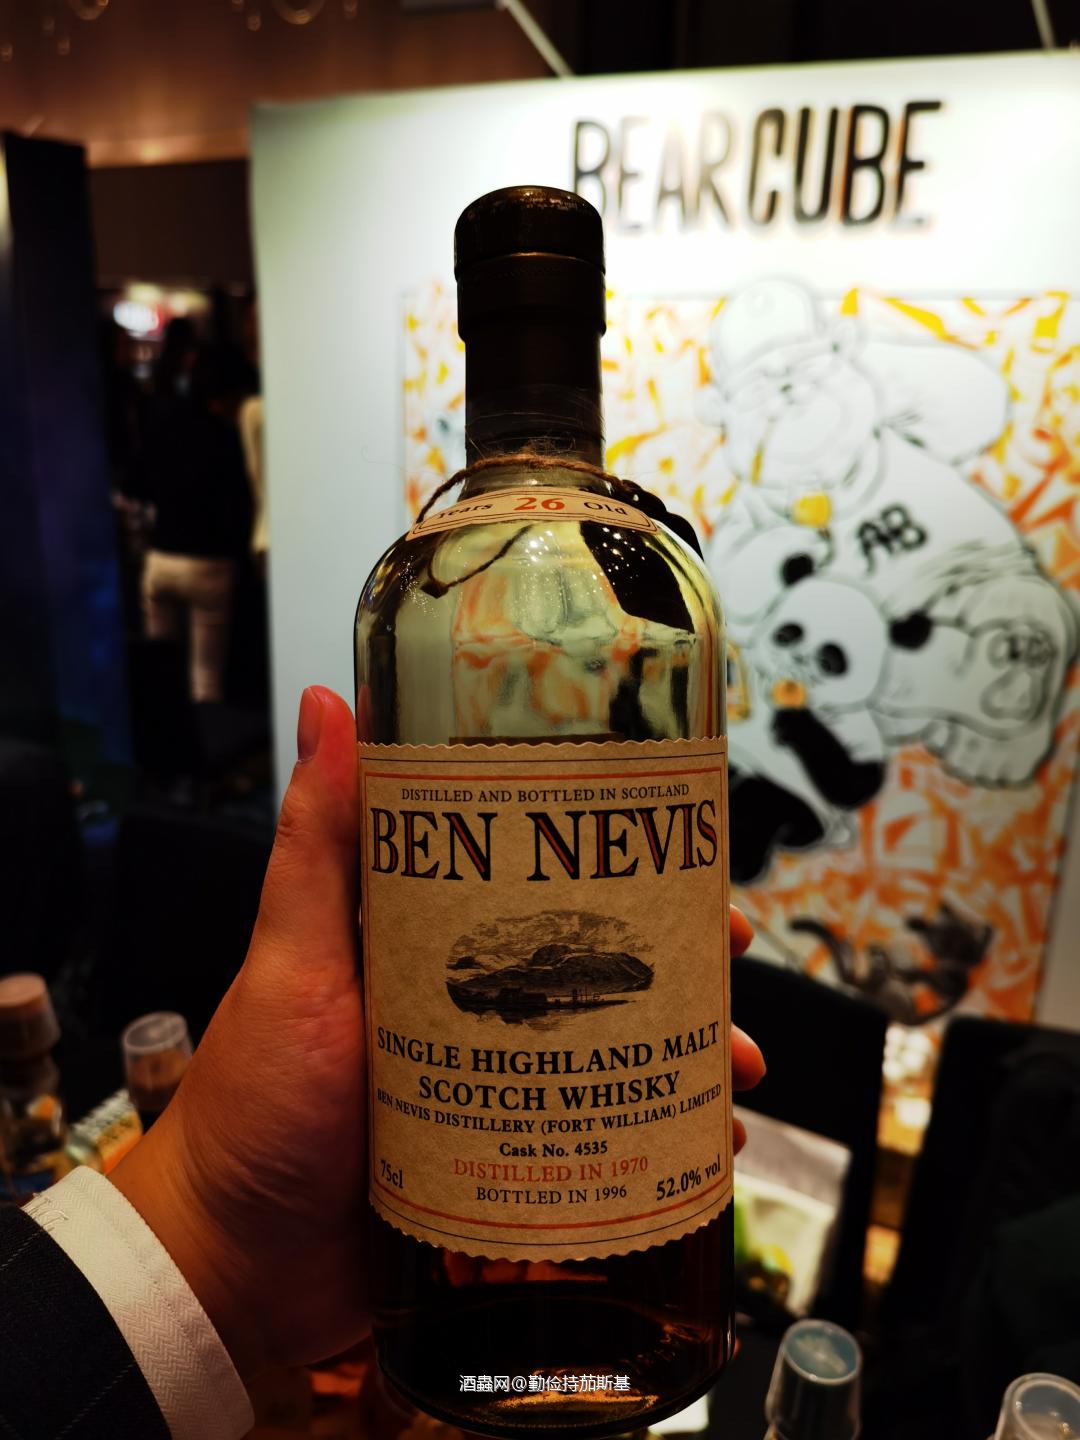 BEARCUBE
AB
Years 26 Old
DISTILLED AND BOTTLED IN SCOTLAND
BEN NEVIS
SINGLE HIGHLAND MALT
SCOTCH WHISKY
BEN NEVIS DISTILLERY (FORT WILLIAM) LIMITED
Cask No. 4535
DISTILLED IN 1970
75cl
BOTTLED IN 1996
52.0% vol
酒蟲网@勤俭持茄斯基